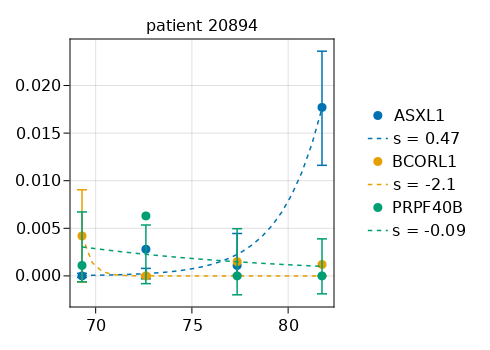 patient 20894
0.020
0.015
0.010
0.005
0.000
70
75
80
ASXL1
s = 0.47
BCORL1
s = -2.1
PRPF40B
s = -0.09